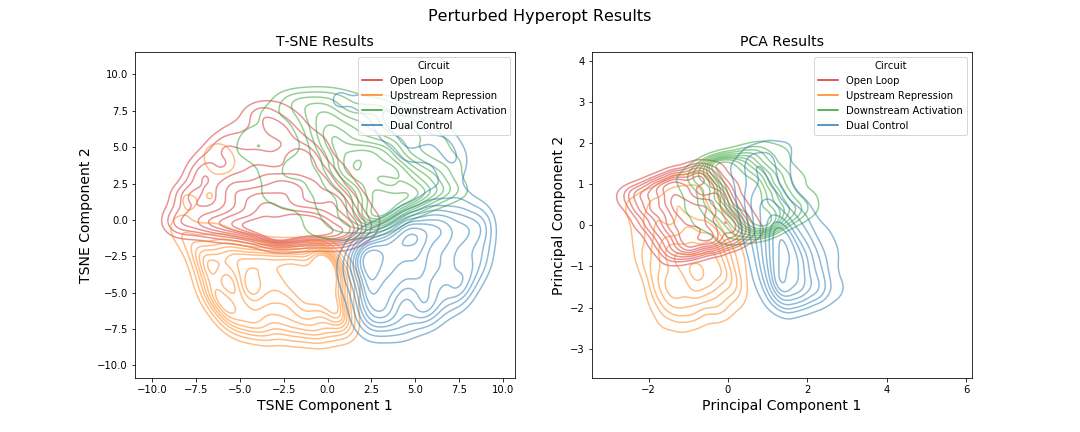 Perturbed Hyperopt Results
T-SNE Results
Circuit
Open Loop
Upstream Repression
Downstream Activation
Dual Control
10.0
7.5
5.0
2.5
0.0
−2.5
−5.0
−7.5
−10.0
TSNE Component 2
−10.0 −7.5 −5.0 −2.5 0.0 2.5 5.0 7.5 10.0
TSNE Component 1
PCA Results
Circuit
Open Loop
Upstream Repression
Downstream Activation
Dual Control
4
3
2
1
0
−1
−2
−3
Principal Component 2
−2 0 2 4 6
Principal Component 1